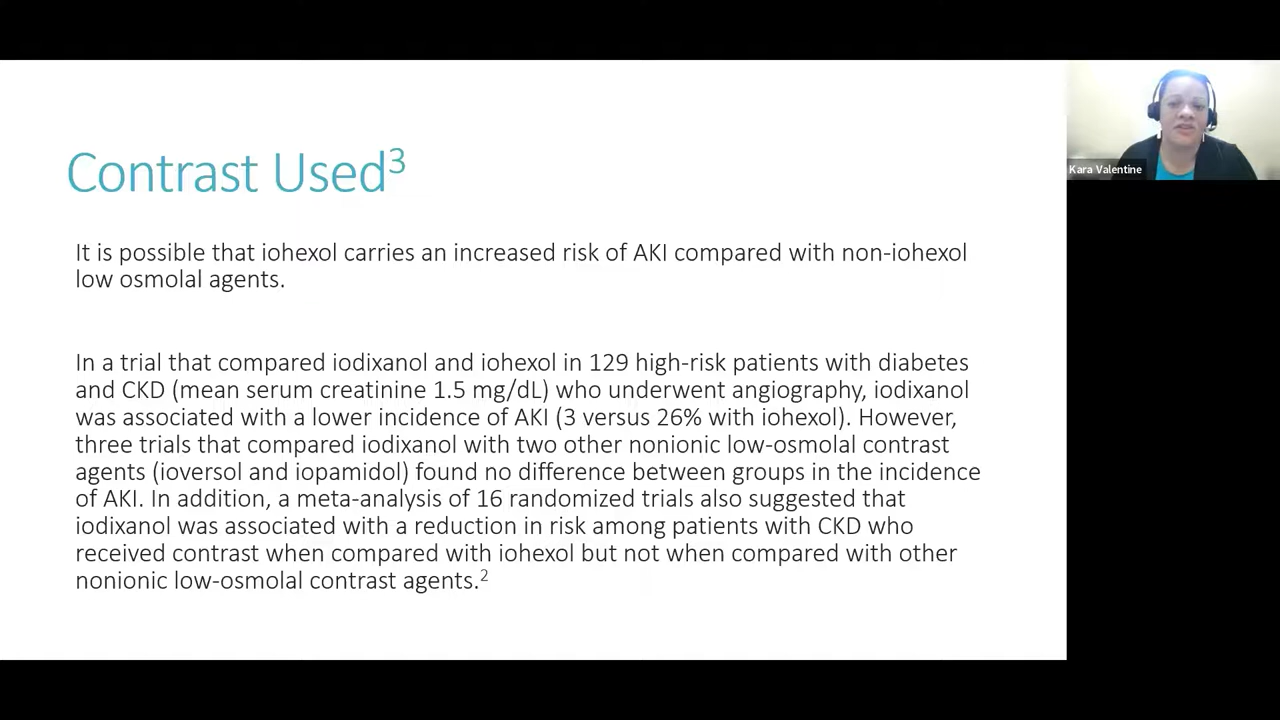 Contrast Used3
Kara Valentine
It is possible that iohexol carries an increased risk of AKI compared with non-iohexol
low osmolal agents.
In a trial that compared iodixanol and iohexol in 129 high-risk patients with diabetes
and CKD (mean serum creatinine 1.5 mg/dL) who underwent angiography, iodixanol
was associated with a lower incidence of AKI (3 versus 26% with iohexol). However,
three trials that compared iodixanol with two other nonionic low-osmolal contrast
agents (ioversol and iopamidol) found no difference between groups in the incidence
of AKI. In addition, a meta-analysis of 16 randomized trials also suggested that
iodixanol was associated with a reduction in risk among patients with CKD who
received contrast when compared with iohexol but not when compared with other
nonionic low-osmolal contrast agents.2